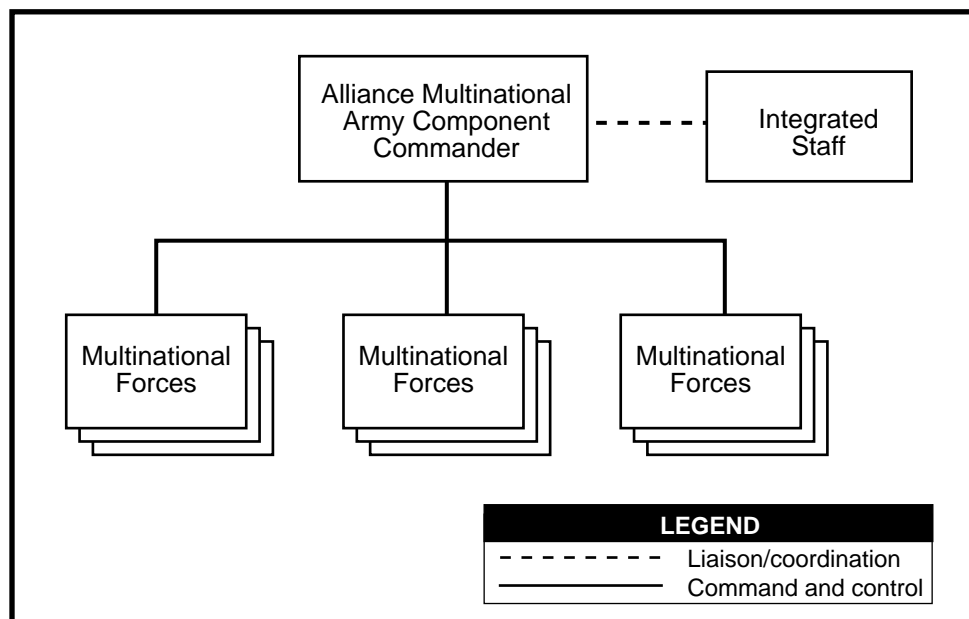 Alliance Multinational
Army Component
Commander
Integrated
Staff
Multinational
Forces
Multinational
Forces
Multinational
Forces
LEGEND
Liaison/coordination
Command and control